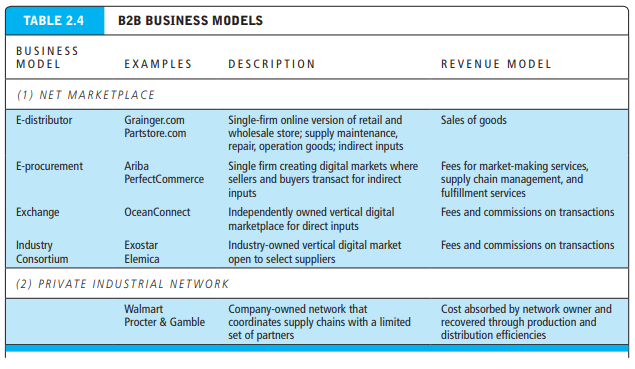 TABLE 2.4 B2B BUSINESS MODELS
BUSINESS
MODEL EXAMPLES DESCRIPTION REVENUE MODEL
(1) NET MARKETPLACE
E-distributor Grainger.com Single-firm online version of retail and Sales of goods
Partstore.com wholesale store; supply maintenance,
repair, operation goods; indirect inputs
E-procurement Ariba Single firm creating digital markets where Fees for market-making services,
PerfectCommerce sellers and buyers transact for indirect supply chain management, and
inputs fulfillment services
Exchange OceanConnect Independently owned vertical digital Fees and commissions on transactions
marketplace for direct inputs
Industry Exostar Industry-owned vertical digital market Fees and commissions on transactions
Consortium Elemica open to select suppliers
(2) PRIVATE INDUSTRIAL NETWORK
Walmart Company-owned network that Cost absorbed by network owner and
Procter & Gamble coordinates supply chains with a limited recovered through production and
set of partners distribution efficiencies